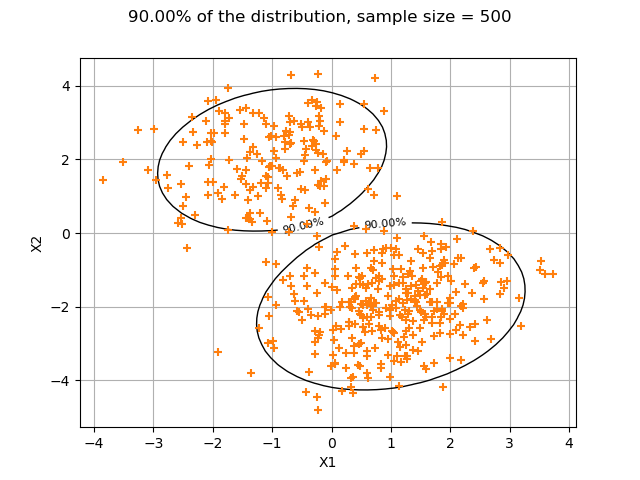 90.00% of the distribution, sample size = 500
4
2
0
−2
−4
X2
90.00%
90.00%
−4 −3 −2 −1 0 1 2 3 4
X1